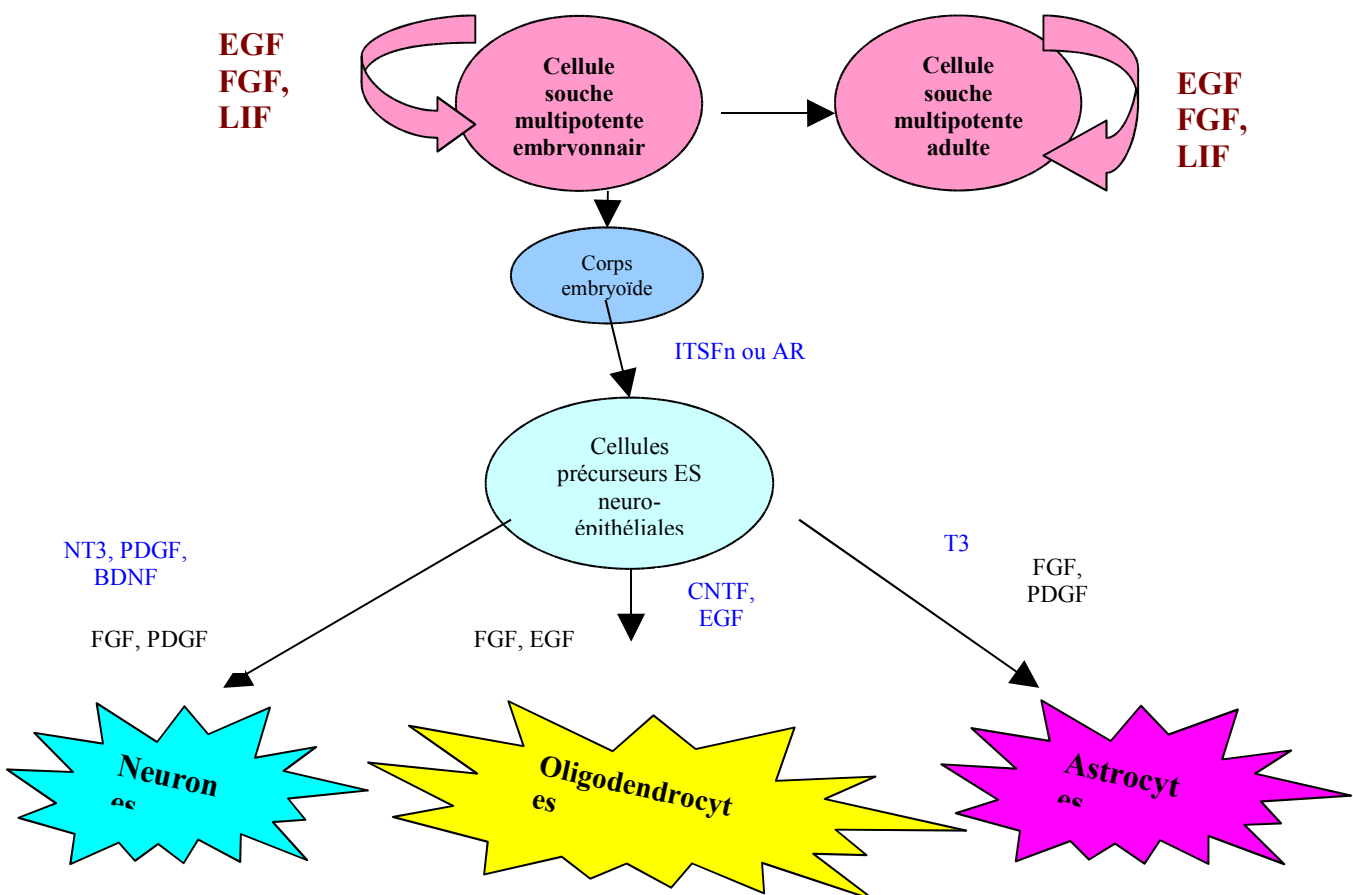 EGF
FGF,
LIF
Cellule
souche
multipotente
embryonnair
Cellule
souche
multipotente
adulte
EGF
FGF,
LIF
Corps
embryoïde
ITSFn ou AR
Cellules
précurseurs ES
neuro-
épithéliales
NT3, PDGF,
BDNF
FGF, PDGF
FGF, EGF
CNTF,
EGF
T3
FGF,
PDGF
Neuron
es
Oligodendrocyt
es
Astrocyt
es